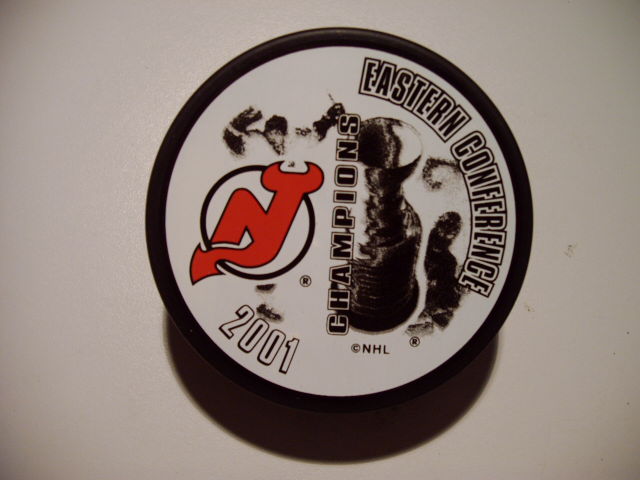 EASTERN CONFERENCE
CHAMPIONS
2001
®
©NHL ®